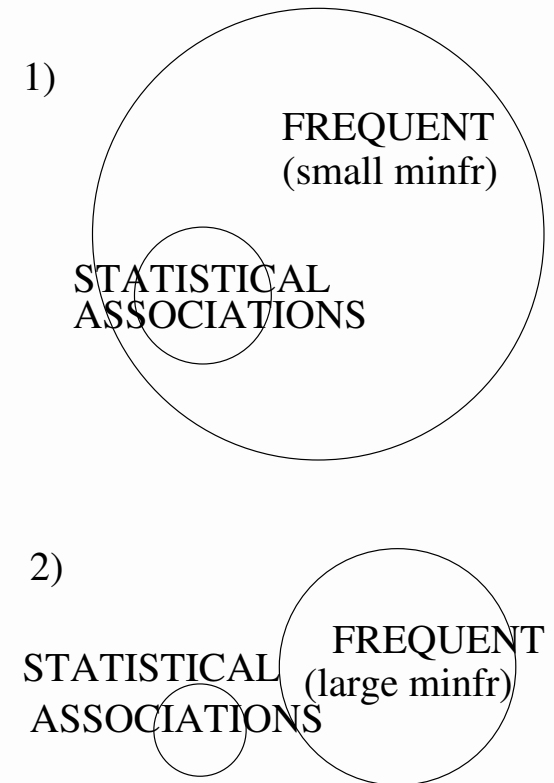 1)
FREQUENT
(small minfr)
STATISTICAL
ASSOCIATIONS
2)
FREQUENT
(large minfr)
STATISTICAL
ASSOCIATIONS